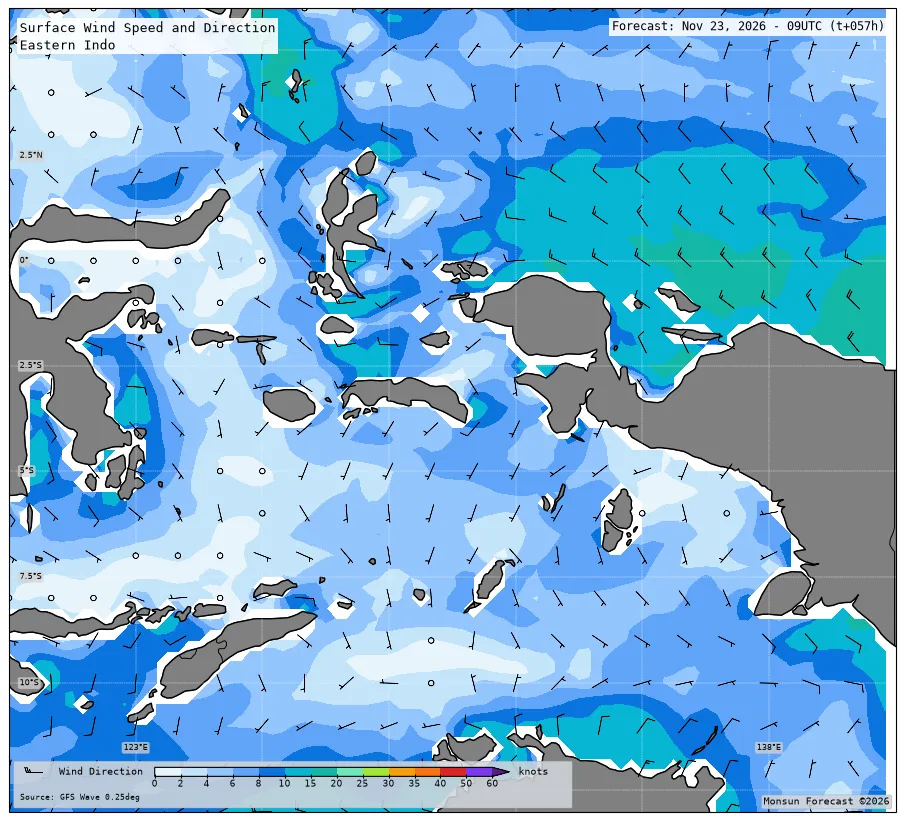 Surface Wind Speed and Direction
Eastern Indo
Forecast: Nov 23, 2026 - 09UTC (t+057h)
2.5°N
0°
2.5°S
5°S
7.5°S
10°S
123°E
138°E
Wind Direction
knots
0 2 4 6 8 10 15 20 25 30 35 40 50 60
Source: GFS Wave 0.25deg
Monsun Forecast ©2026